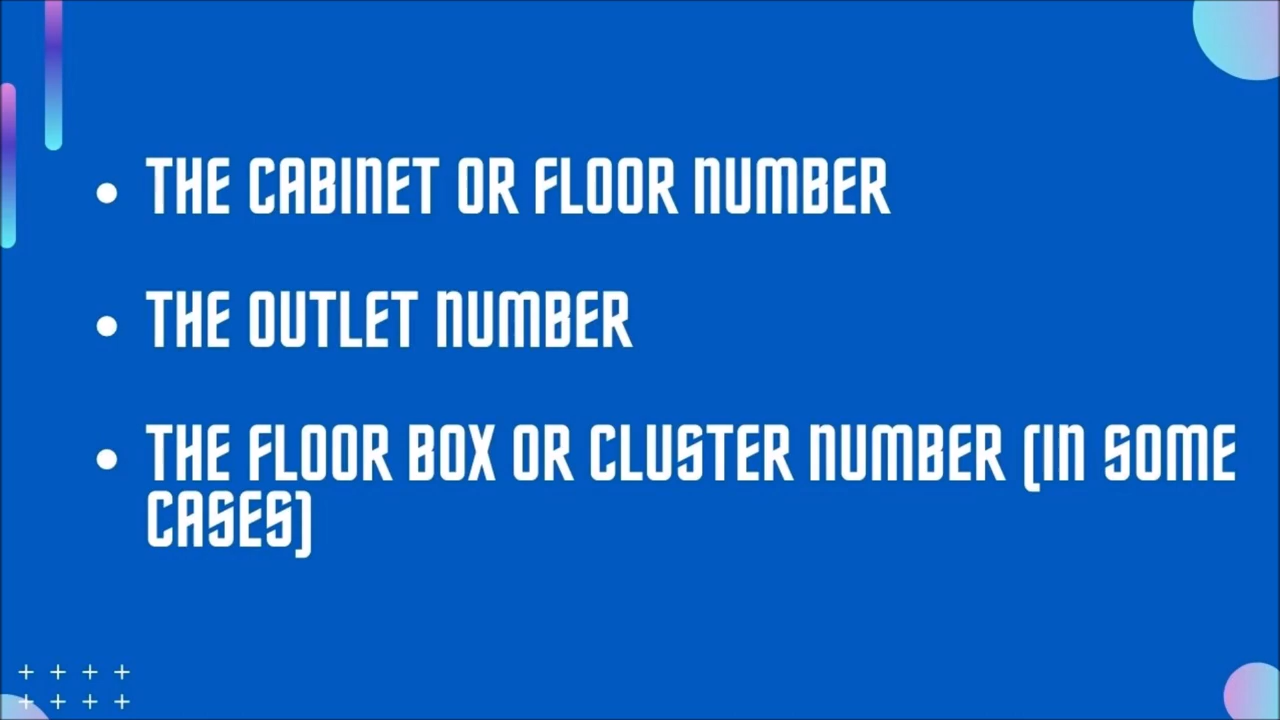 • THE CABINET OR FLOOR NUMBER
• THE OUTLET NUMBER
• THE FLOOR BOX OR CLUSTER NUMBER (IN SOME
CASES)